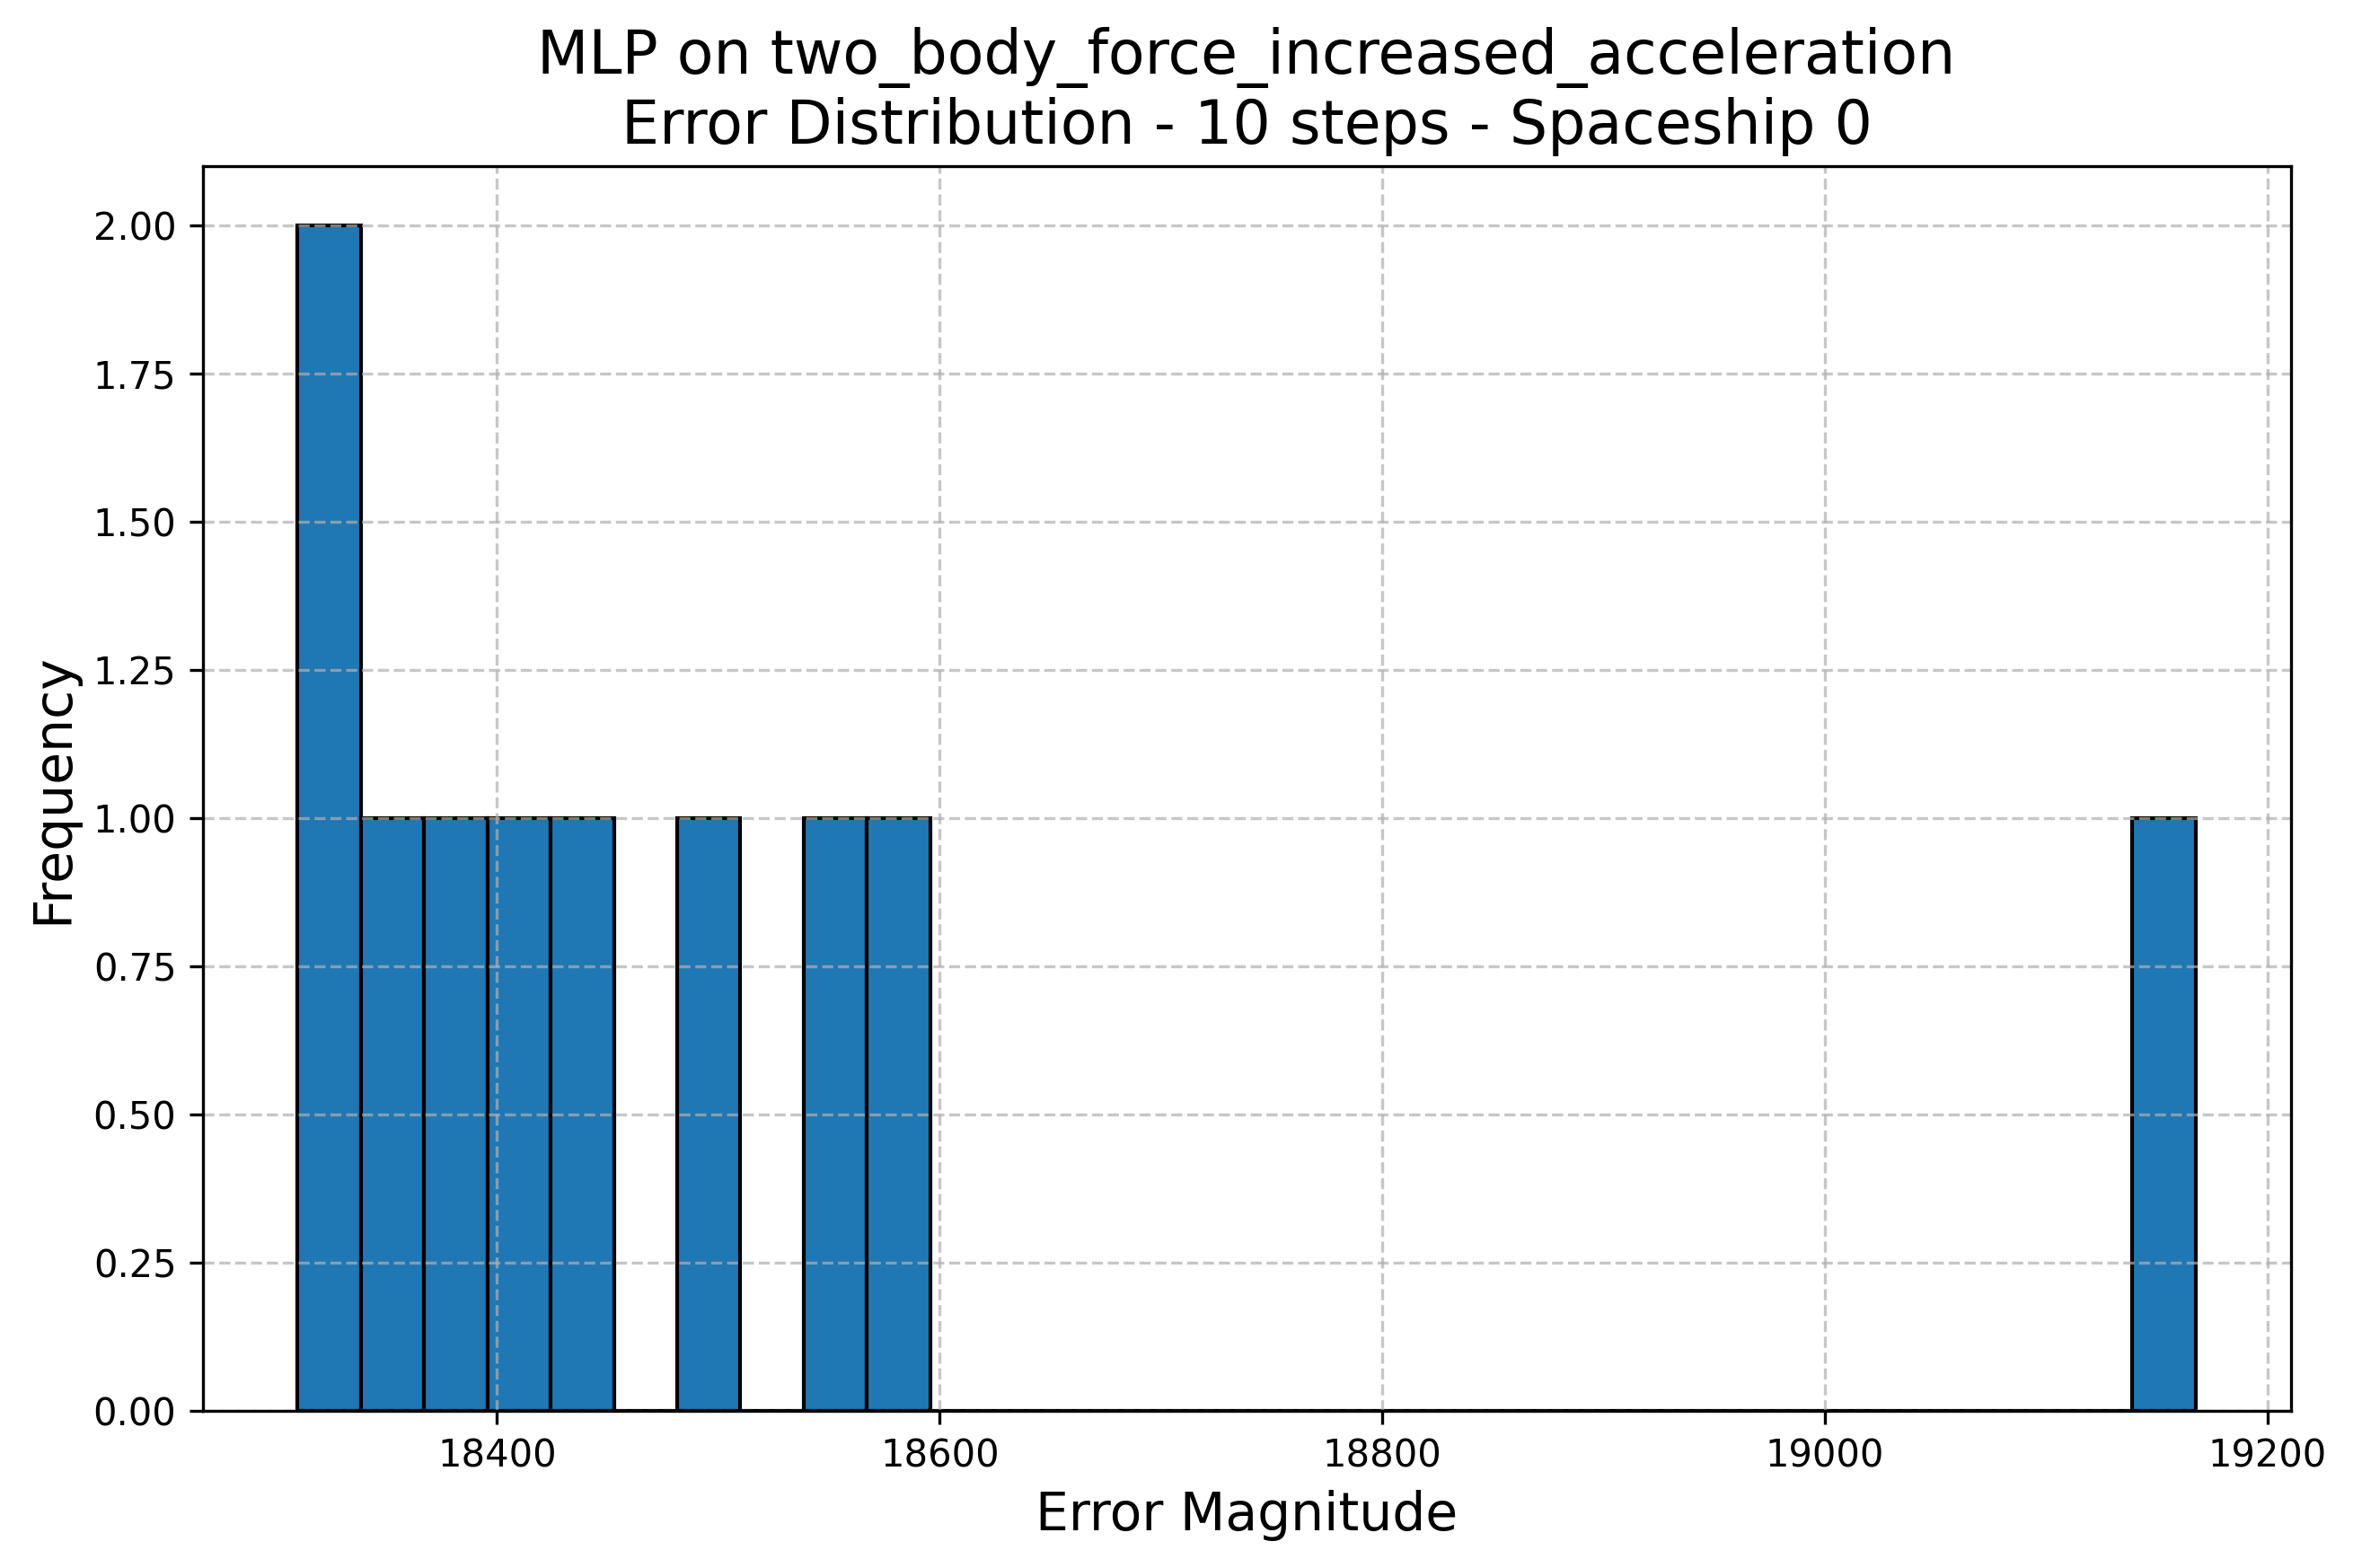 MLP on two_body_force_increased_acceleration
Error Distribution - 10 steps - Spaceship 0
Frequency
2.00
1.75
1.50
1.25
1.00
0.75
0.50
0.25
0.00
18400 18600 18800 19000 19200
Error Magnitude